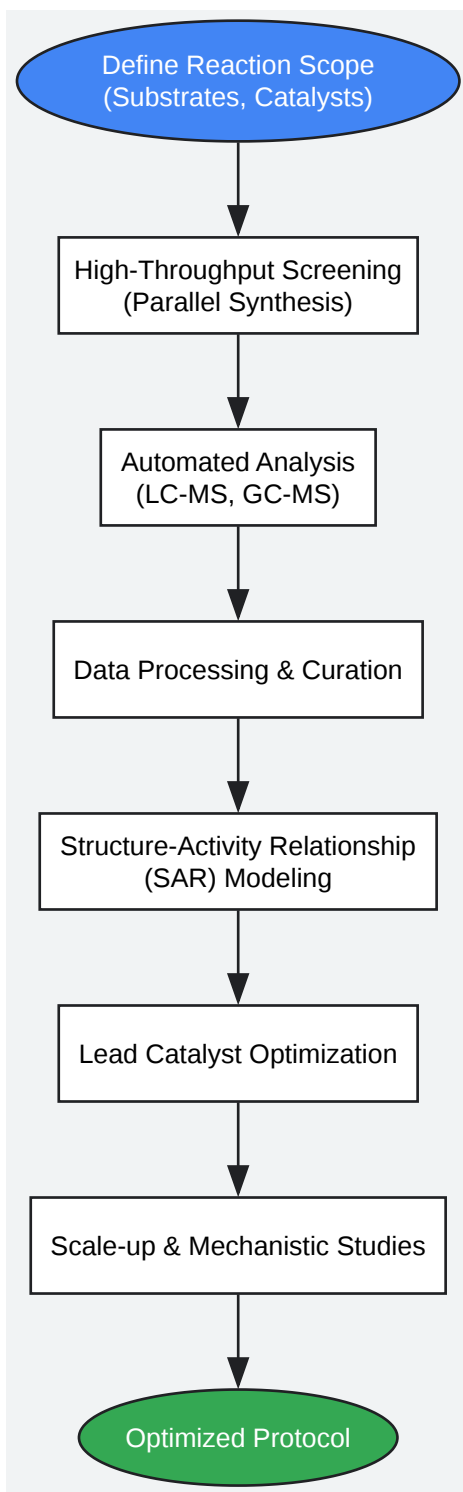 Define Reaction Scope
(Substrates, Catalysts)
High-Throughput Screening
(Parallel Synthesis)
Automated Analysis
(LC-MS, GC-MS)
Data Processing & Curation
Structure-Activity Relationship
(SAR) Modeling
Lead Catalyst Optimization
Scale-up & Mechanistic Studies
Optimized Protocol